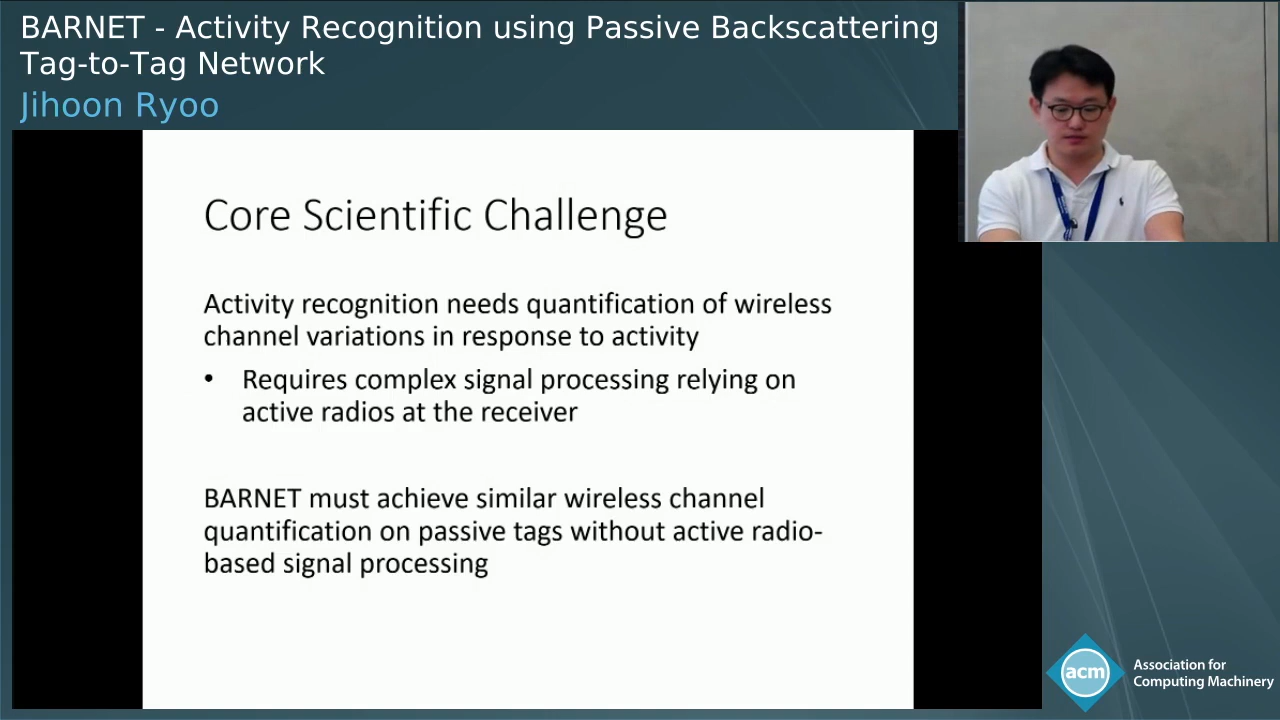 BARNET - Activity Recognition using Passive Backscattering
Tag-to-Tag Network
Jihoon Ryoo
Core Scientific Challenge
Activity recognition needs quantification of wireless
channel variations in response to activity
• Requires complex signal processing relying on
active radios at the receiver
BARNET must achieve similar wireless channel
quantification on passive tags without active radio-
based signal processing
acm
Association for
Computing Machinery